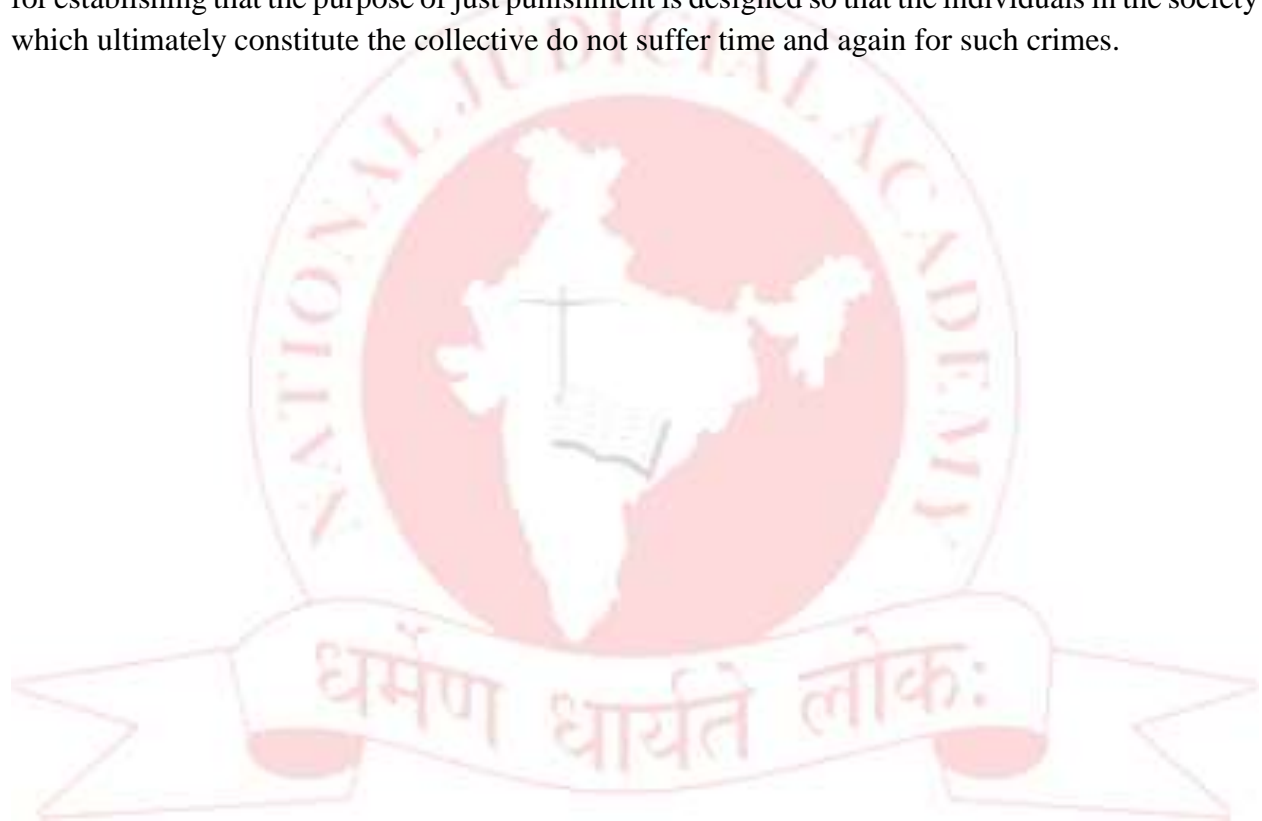 for establishing that the purpose of just punishment is designed so that the individuals in the society
which ultimately constitute the collective do not suffer time and again for such crimes.
NATIONAL JUDICIAL ACADEMY
धर्मेण धार्यते लोक: